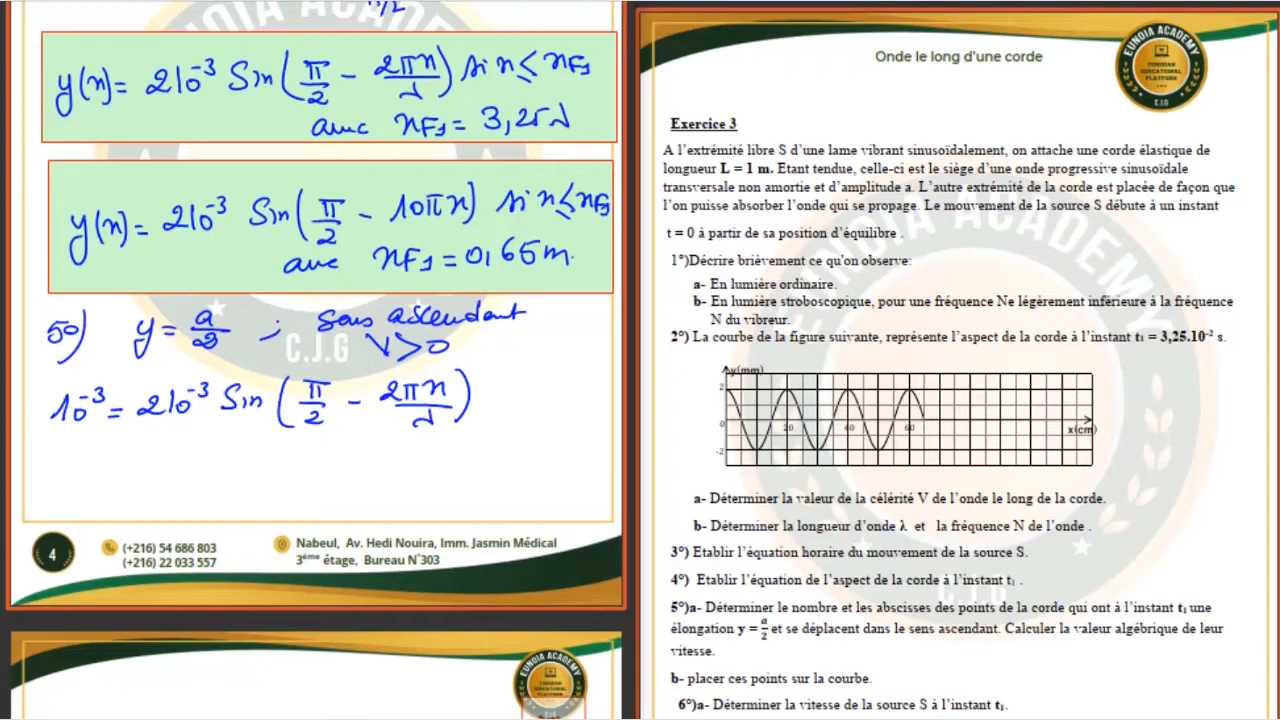 π/2
y(x) = 2 10⁻³ Sin(π/2 - 2πx/λ) si x ≤ xF₁
avec xF₁ = 3,25λ
y(x) = 2 10⁻³ Sin(π/2 - 10πx) si x ≤ xF₁
avec xF₁ = 0,65m.
5°) y = a/2 ; sens ascendant
V > 0
10⁻³ = 2 10⁻³ Sin(π/2 - 2πx/λ)
C.J.G
4
(+216) 54 686 803
(+216) 22 033 557
Nabeul, Av. Hedi Nouira, Imm. Jasmin Médical
3ème étage, Bureau N°303
EUNOIA ACADEMY
TUNISIAN
EDUCATIONAL
PLATFORM
Onde le long d'une corde
EUNOIA ACADEMY
TUNISIAN
EDUCATIONAL
PLATFORM
C.J.G
Exercice 3
A l'extrémité libre S d'une lame vibrant sinusoïdalement, on attache une corde élastique de
longueur L = 1 m. Etant tendue, celle-ci est le siège d'une onde progressive sinusoïdale
transversale non amortie et d'amplitude a. L'autre extrémité de la corde est placée de façon que
l'on puisse absorber l'onde qui se propage. Le mouvement de la source S débute à un instant
t = 0 à partir de sa position d'équilibre .
1°)Décrire brièvement ce qu'on observe:
a- En lumière ordinaire.
b- En lumière stroboscopique, pour une fréquence Ne légèrement inférieure à la fréquence
N du vibreur.
2°) La courbe de la figure suivante, représente l'aspect de la corde à l'instant t₁ = 3,25.10⁻² s.
y(mm)
2
0
-2
20
40
60
x(cm)
a- Déterminer la valeur de la célérité V de l'onde le long de la corde.
b- Déterminer la longueur d'onde λ et la fréquence N de l'onde .
3°) Etablir l'équation horaire du mouvement de la source S.
4°) Etablir l'équation de l'aspect de la corde à l'instant t₁ .
5°)a- Déterminer le nombre et les abscisses des points de la corde qui ont à l'instant t₁ une
élongation y = a/2 et se déplacent dans le sens ascendant. Calculer la valeur algébrique de leur
vitesse.
b- placer ces points sur la courbe.
6°)a- Déterminer la vitesse de la source S à l'instant t₁.